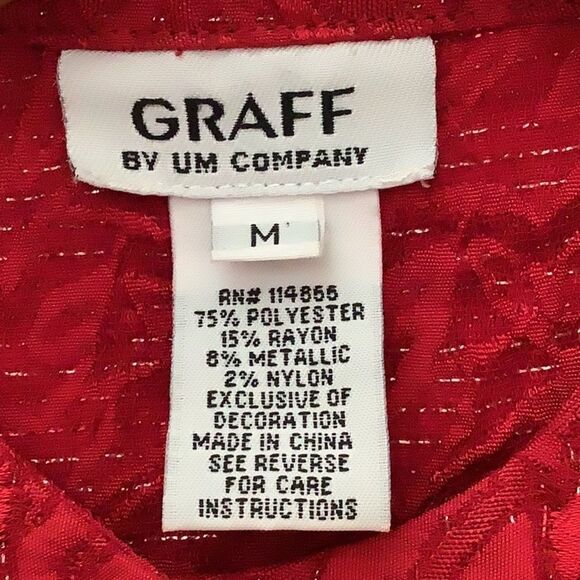 GRAFF
BY UM COMPANY
M
RN# 114856
75% POLYESTER
15% RAYON
8% METALLIC
2% NYLON
EXCLUSIVE OF
DECORATION
MADE IN CHINA
SEE REVERSE
FOR CARE
INSTRUCTIONS